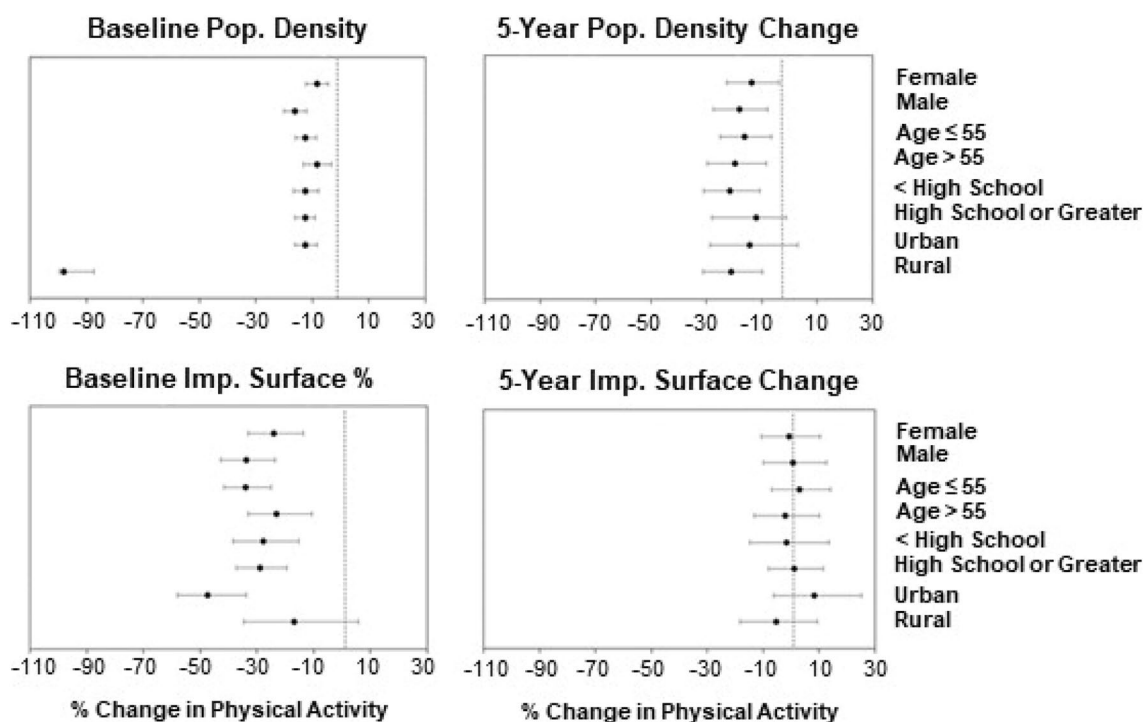 Baseline Pop. Density
5-Year Pop. Density Change
Female
Male
Age ≤ 55
Age > 55
< High School
High School or Greater
Urban
Rural
-110 -90 -70 -50 -30 -10 10 30
-110 -90 -70 -50 -30 -10 10 30
Baseline Imp. Surface %
5-Year Imp. Surface Change
Female
Male
Age ≤ 55
Age > 55
< High School
High School or Greater
Urban
Rural
-110 -90 -70 -50 -30 -10 10 30
-110 -90 -70 -50 -30 -10 10 30
% Change in Physical Activity
% Change in Physical Activity